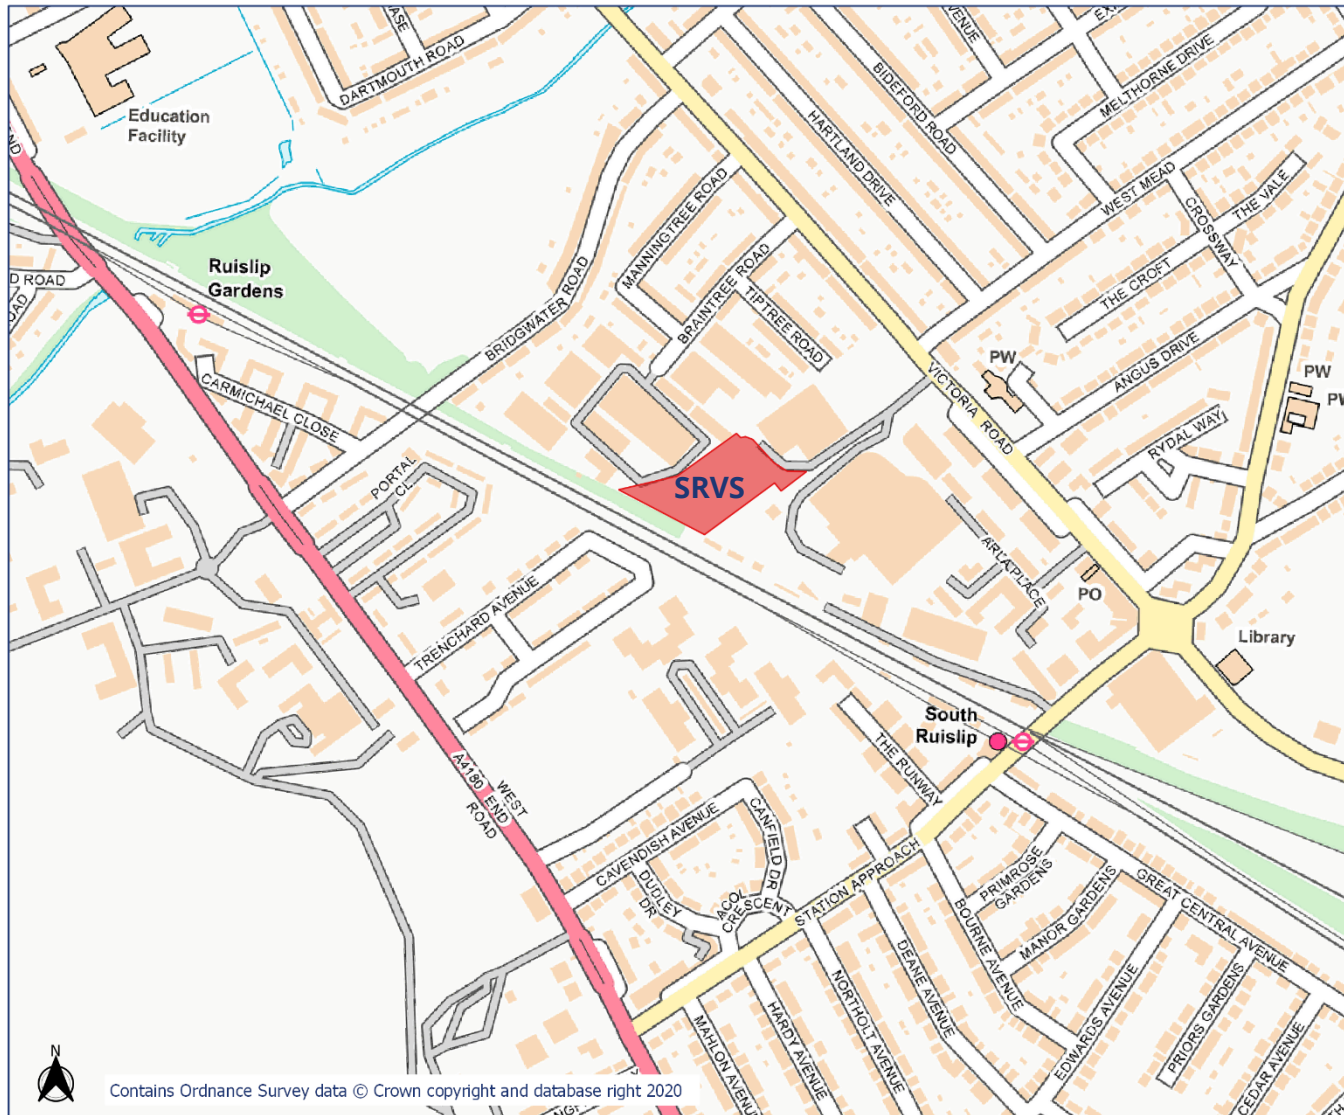 DARTMOUTH ROAD
Education
Facility
BIDEFORD ROAD
MELTHORNE DRIVE
HARTLAND DRIVE
WEST MEAD
CROSSWAY
THE VALE
THE CROFT
ANGUS DRIVE
MANNINGTREE ROAD
BRAINTREE ROAD
TIPTREE ROAD
BRIDGWATER ROAD
Ruislip
Gardens
D ROAD
CARMICHAEL CLOSE
VICTORIA ROAD
PW
PW
PW
RYDAL WAY
PORTAL
CL
SRVS
ARLA PLACE
PO
Library
TRENCHARD AVENUE
South
Ruislip
THE RUNWAY
WEST
A4180 END
ROAD
CAVENDISH AVENUE
CANFIELD DR
DUDLEY
DR
ACOL
CRESCENT
STATION APPROACH
PRIMROSE
GARDENS
MANOR GARDENS
GREAT CENTRAL AVENUE
BOURNE AVENUE
DEANE AVENUE
NORTHOLT AVENUE
HARDY AVENUE
MAHLON AVENUE
EDWARDS AVENUE
PRIORS GARDENS
CEDAR AVENUE
N
Contains Ordnance Survey data © Crown copyright and database right 2020